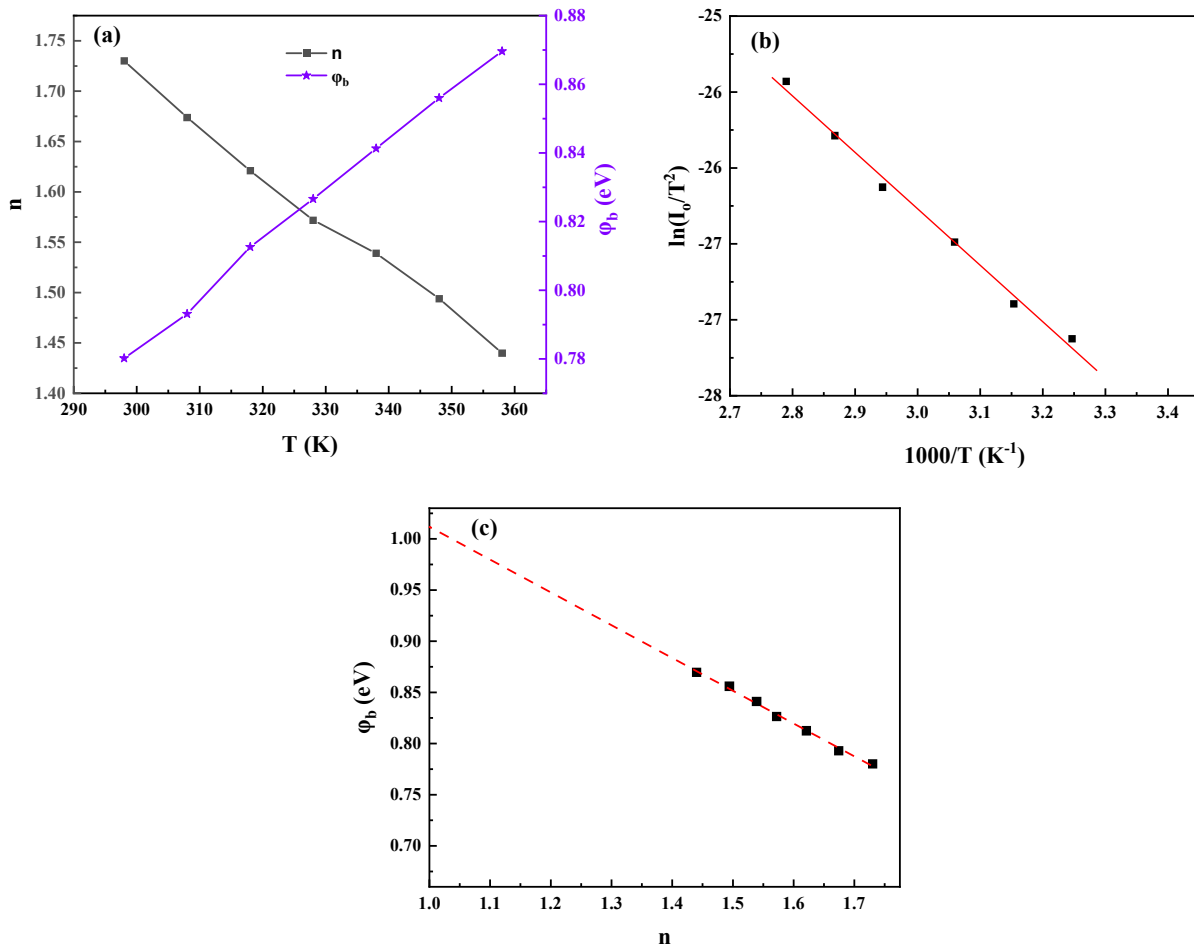 (a)
n
φb
1.75
1.70
1.65
1.60
1.55
1.50
1.45
1.40
n
0.88
0.86
0.84
0.82
0.80
0.78
φb (eV)
290 300 310 320 330 340 350 360
T (K)
(b)
-25
-26
-26
-27
-27
-28
ln(Io/T²)
2.7 2.8 2.9 3.0 3.1 3.2 3.3 3.4
1000/T (K⁻¹)
(c)
1.00
0.95
0.90
0.85
0.80
0.75
0.70
φb (eV)
1.0 1.1 1.2 1.3 1.4 1.5 1.6 1.7
n